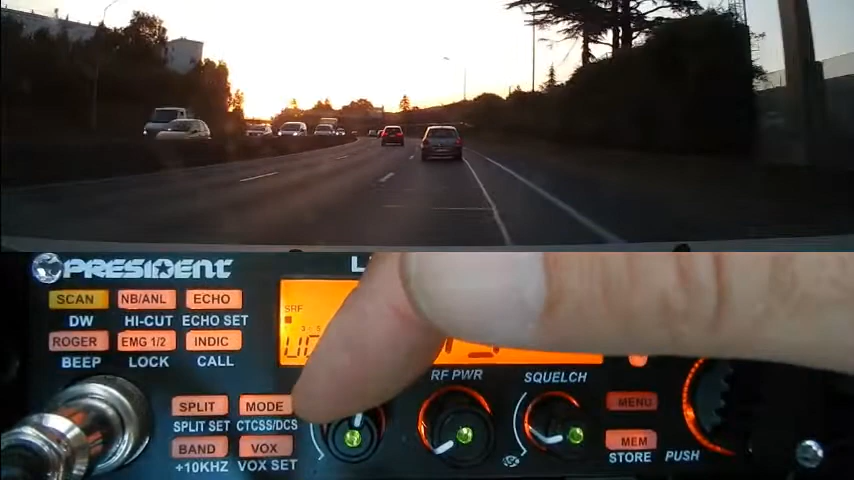 PRESIDENT L
SCAN NB/ANL ECHO
DW HI-CUT ECHO SET
ROGER EMG 1/2 INDIC
BEEP LOCK CALL
SRF
RF PWR SQUELCH
SPLIT MODE
SPLIT SET CTCSS/DCS
BAND VOX
+10KHZ VOX SET
MENU
MEM
STORE PUSH